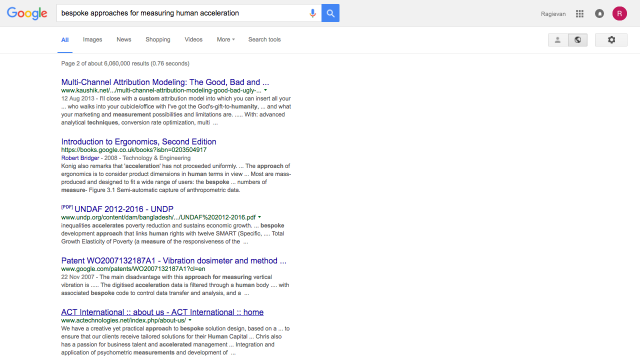 Google
bespoke approaches for measuring human acceleration
Ragavan
R
All Images News Shopping Videos More Search tools
Page 2 of about 6,060,000 results (0.76 seconds)
Multi-Channel Attribution Modeling: The Good, Bad and ...
www.kaushik.net/.../multi-channel-attribution-modeling-good-bad-ugly-...
12 Aug 2013 - I'll close with a custom attribution model into which you can insert all your
... who walks into your cubicle/office with I've got the God's-gift-to-humanity, ... and what
your marketing and measurement possibilities and limitations are. ..... With: advanced
analytical techniques, conversion rate optimization, multi ...
Introduction to Ergonomics, Second Edition
https://books.google.co.uk/books?isbn=0203504917
Robert Bridger - 2008 - Technology & Engineering
Konig also remarks that 'acceleration' has not proceeded uniformly. ... The approach of
ergonomics is to consider product dimensions in human terms in view ... Most are mass-
produced and designed to fit a wide range of users: the bespoke ... numbers of
measure- Figure 3.1 Semi-automatic capture of anthropometric data.
[PDF] UNDAF 2012-2016 - UNDP
www.undp.org/content/dam/bangladesh/.../UNDAF%202012-2016.pdf
inequalities accelerates poverty reduction and sustains economic growth. ... bespoke
development approach that links human rights with twelve SMART (Specific, .... Total
Growth Elasticity of Poverty (a measure of the responsiveness of the ...
Patent WO2007132187A1 - Vibration dosimeter and method ...
www.google.com/patents/WO2007132187A1?cl=en
22 Nov 2007 - The main disadvantage with this approach for measuring vertical
vibration is ..... The digitised acceleration data is filtered through a human body .... with
associated bespoke code to control data transfer and analysis, and a ...
ACT International :: about us - ACT International :: home
www.actechnologies.net/index.php/about-us/
We have a creative yet practical approach to bespoke solution design, based on a ... to
ensure that our clients receive tailored solutions for their Human Capital ... Chris also
has a passion for business talent and accelerated management ... Integration and
application of psychometric measurements and development of ...